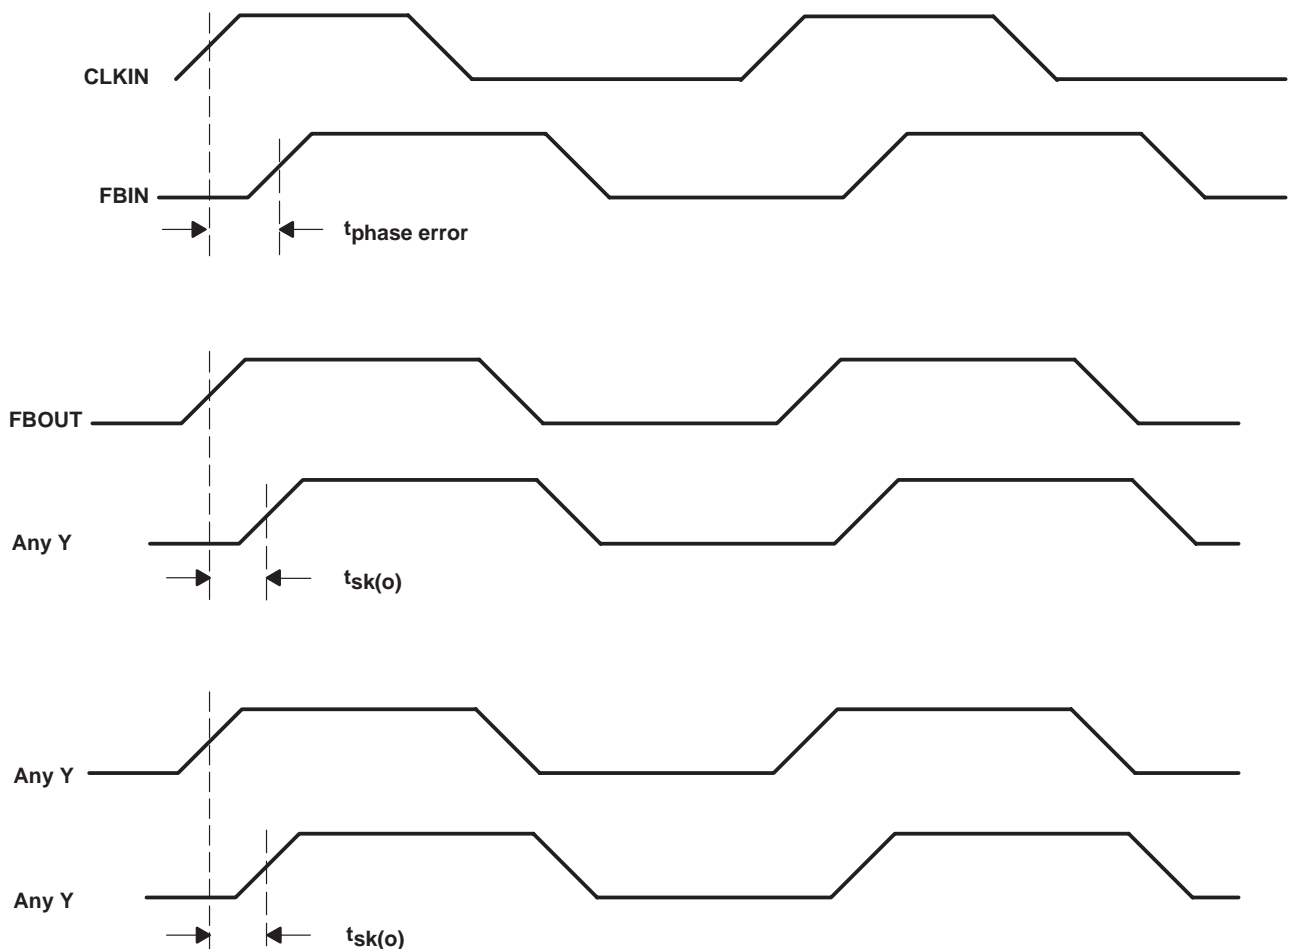 CLKIN
FBIN
tphase error
FBOUT
Any Y
tsk(o)
Any Y
Any Y
tsk(o)